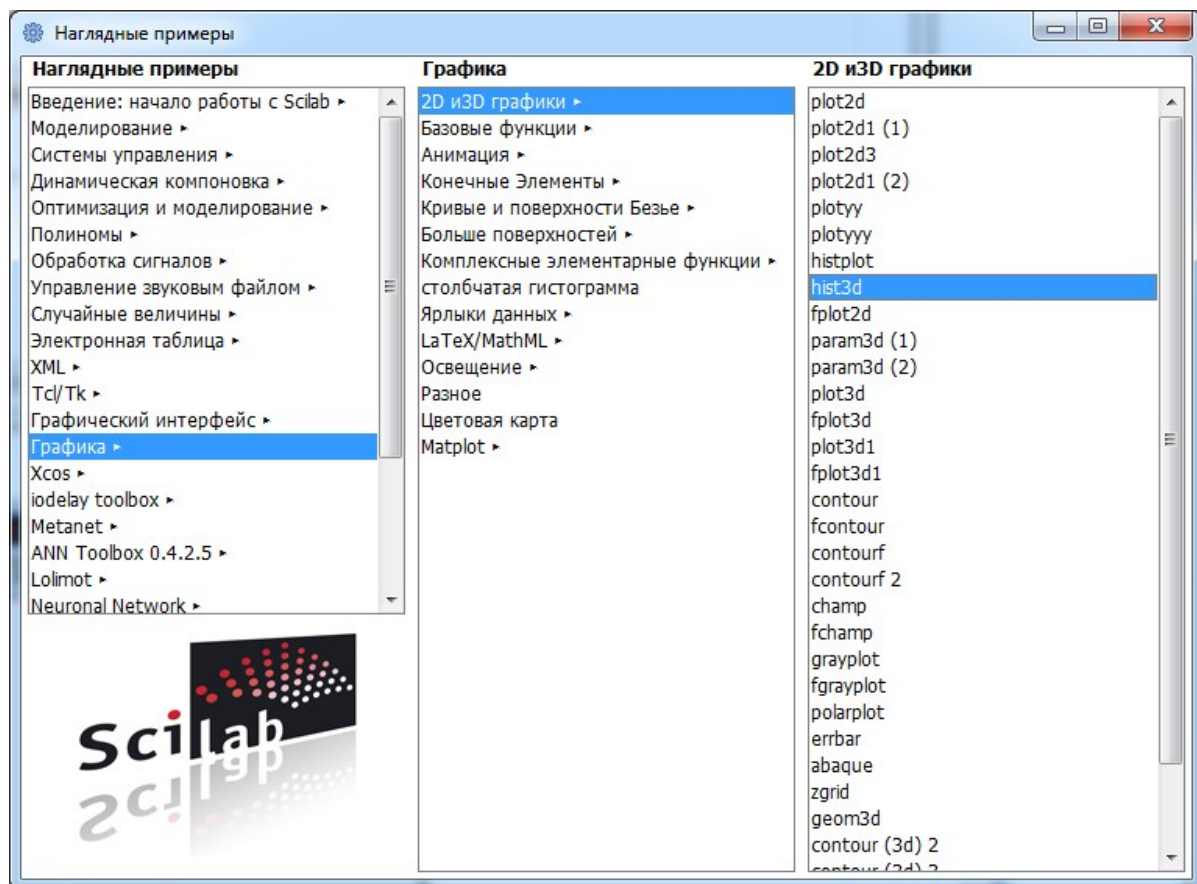 Наглядные примеры
Наглядные примеры
Введение: начало работы с Scilab ▸
Моделирование ▸
Системы управления ▸
Динамическая компоновка ▸
Оптимизация и моделирование ▸
Полиномы ▸
Обработка сигналов ▸
Управление звуковым файлом ▸
Случайные величины ▸
Электронная таблица ▸
XML ▸
Tcl/Tk ▸
Графический интерфейс ▸
Графика ▸
Xcos ▸
iodelay toolbox ▸
Metanet ▸
ANN Toolbox 0.4.2.5 ▸
Lolimot ▸
Neuronal Network ▸
Scilab
Графика
2D и3D графики ▸
Базовые функции ▸
Анимация ▸
Конечные Элементы ▸
Кривые и поверхности Безье ▸
Больше поверхностей ▸
Комплексные элементарные функции ▸
столбчатая гистограмма
Ярлыки данных ▸
LaTeX/MathML ▸
Освещение ▸
Разное
Цветовая карта
Matplot ▸
2D и3D графики
plot2d
plot2d1 (1)
plot2d3
plot2d1 (2)
plotyy
plotyyy
histplot
hist3d
fplot2d
param3d (1)
param3d (2)
plot3d
fplot3d
plot3d1
fplot3d1
contour
fcontour
contourf
contourf 2
champ
fchamp
grayplot
fgrayplot
polarplot
errbar
abaque
zgrid
geom3d
contour (3d) 2